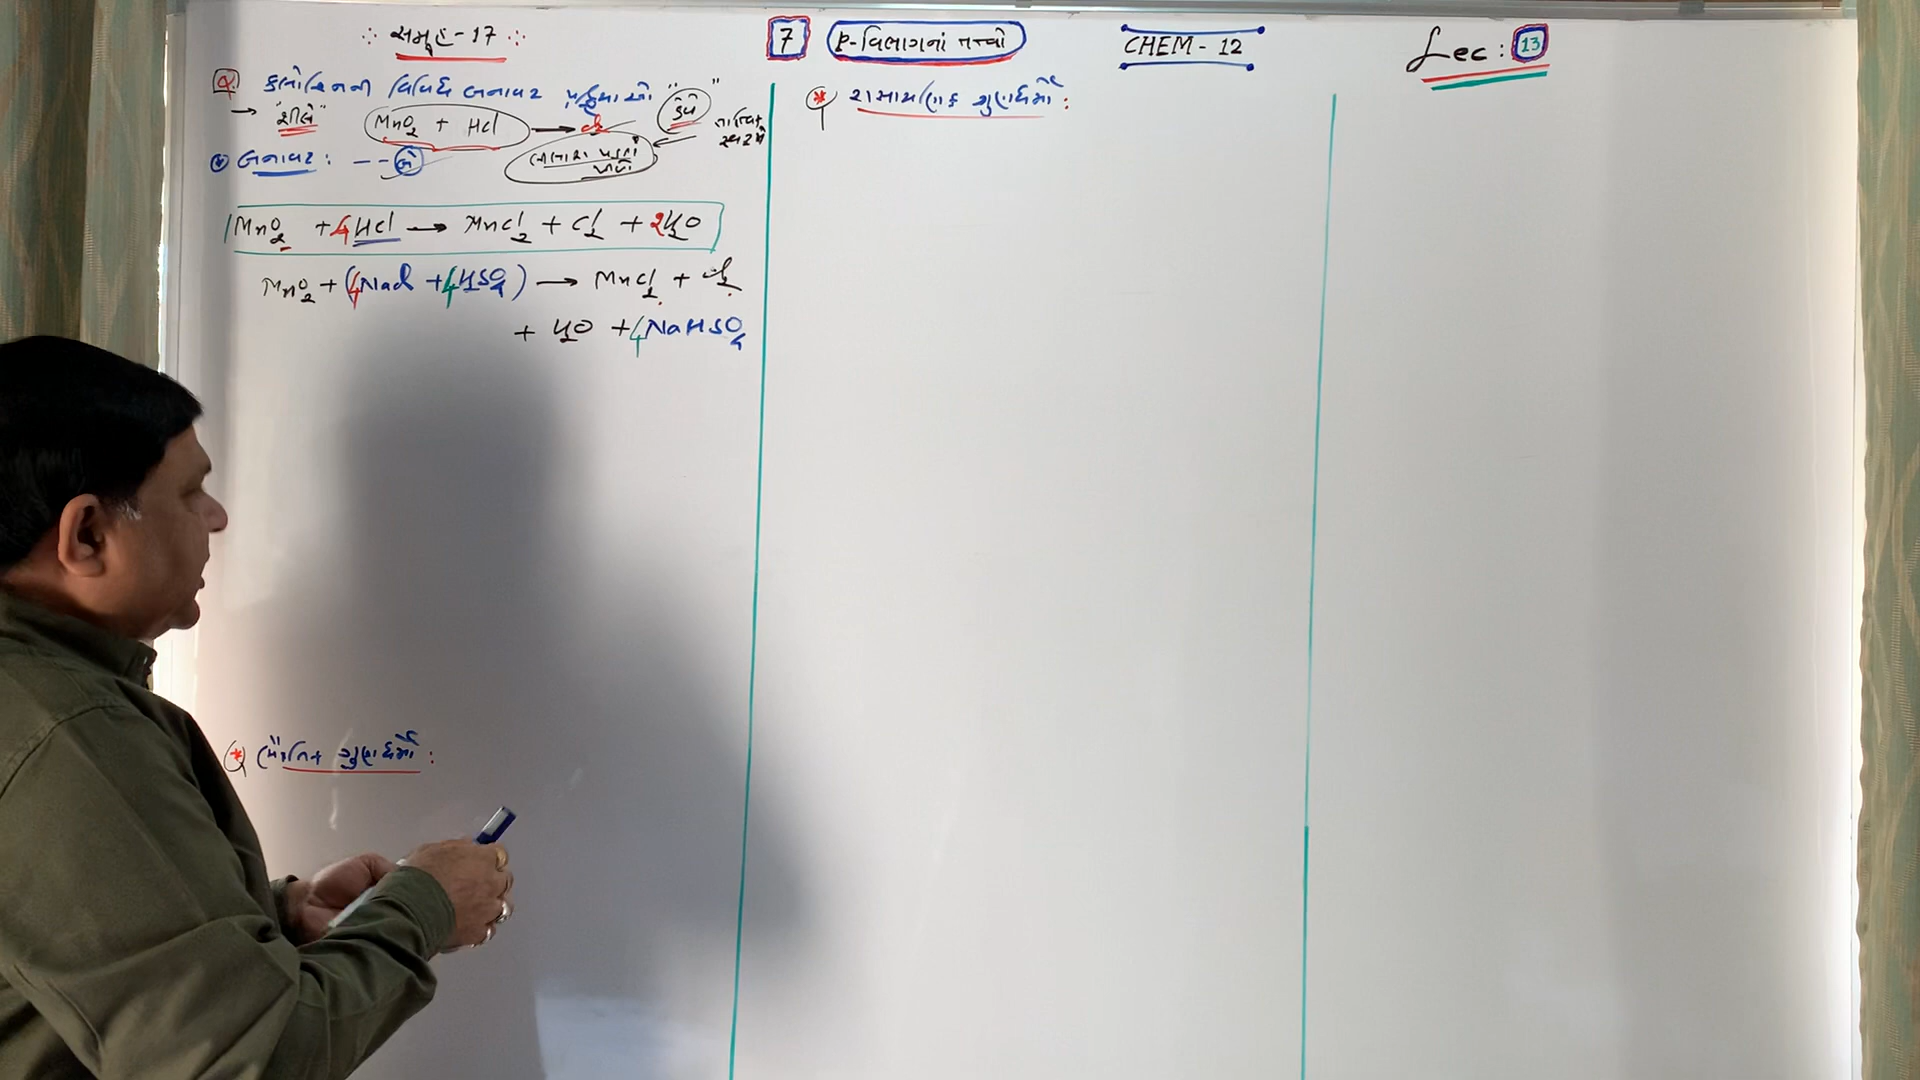 સમૂહ-17
7
p-વિભાગનાં તત્ત્વો
CHEM - 12
Lec : 13
Q. ક્લોરિનની વિવિધ બનાવટ
→ "શીલે" MnO2 + HCl → Cl2 "ડેવી"
* બનાવટ : --
MnO2 + 4HCl → MnCl2 + Cl2 + 2H2O
MnO2 + (4NaCl + 4H2SO4) → MnCl2 + Cl2
+ H2O + 4NaHSO4
* ભૌતિક ગુણધર્મો :
* રાસાયણિક ગુણધર્મો :